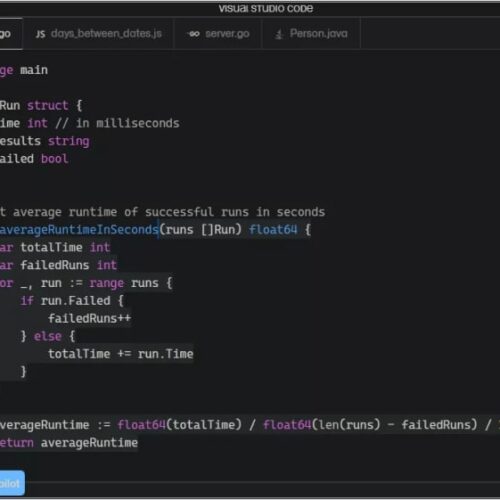 Visual Studio Code
go JS days_between_dates.js server.go Person.java
ge main
Run struct {
ime int // in milliseconds
esults string
ailed bool
t average runtime of successful runs in seconds
averageRuntimeInSeconds(runs []Run) float64 {
ar totalTime int
ar failedRuns int
or _, run := range runs {
if run.Failed {
failedRuns++
} else {
totalTime += run.Time
}
verageRuntime := float64(totalTime) / float64(len(runs) - failedRuns) /
eturn averageRuntime
pilot